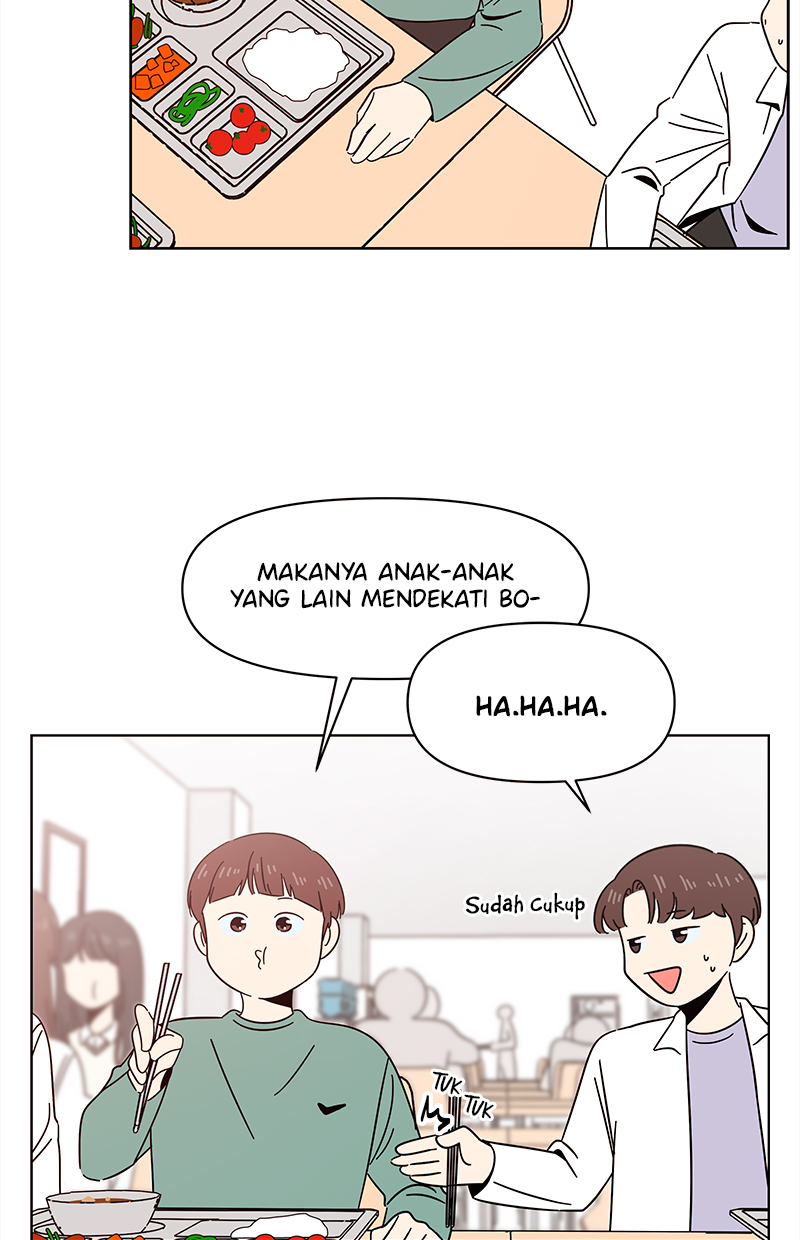 MAKANYA ANAK-ANAK
YANG LAIN MENDEKATI BO-
HA.HA.HA.
Sudah Cukup
TUK
TUK